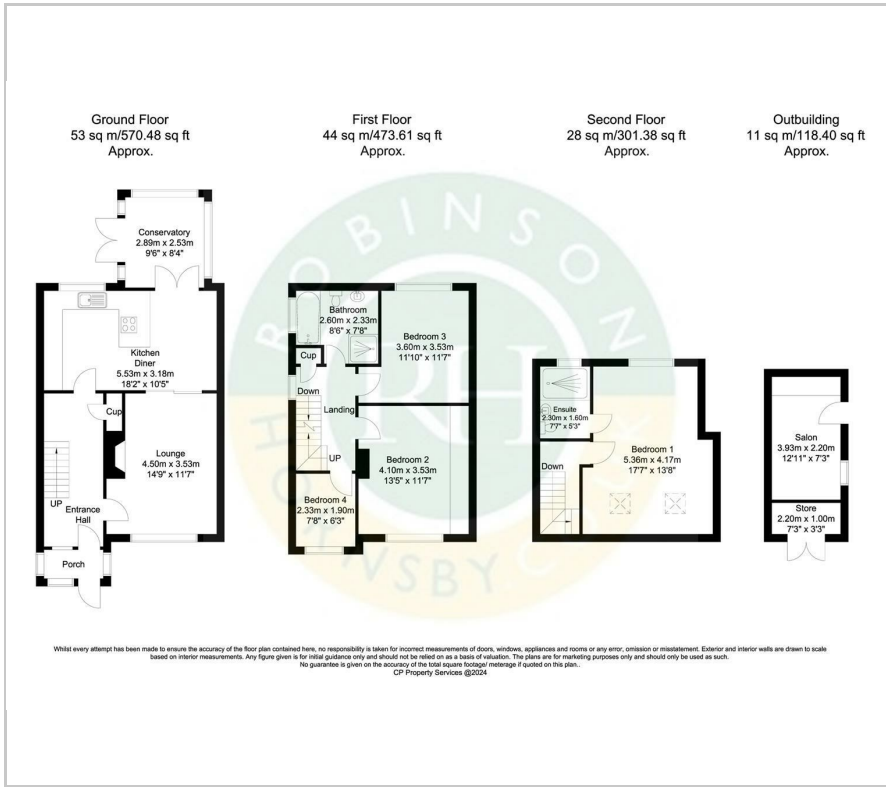 Ground Floor
53 sq m/570.48 sq ft
Approx.
First Floor
44 sq m/473.61 sq ft
Approx.
Second Floor
28 sq m/301.38 sq ft
Approx.
Outbuilding
11 sq m/118.40 sq ft
Approx.
Conservatory
2.89m x 2.53m
9'6" x 8'4"
Kitchen
Diner
5.53m x 3.18m
18'2" x 10'5"
Cup
Lounge
4.50m x 3.53m
14'9" x 11'7"
UP
Entrance
Hall
Porch
Bathroom
2.60m x 2.33m
8'6" x 7'8"
Bedroom 3
3.60m x 3.53m
11'10" x 11'7"
Cup
Down
Landing
UP
Bedroom 2
4.10m x 3.53m
13'5" x 11'7"
Bedroom 4
2.33m x 1.90m
7'8" x 6'3"
Ensuite
2.30m x 1.60m
7'7" x 5'3"
Down
Bedroom 1
5.36m x 4.17m
17'7" x 13'8"
Salon
3.93m x 2.20m
12'11" x 7'3"
Store
2.20m x 1.00m
7'3" x 3'3"
ROBINSON
RH
HORNSBY CLOUR
Whilst every attempt has been made to ensure the accuracy of the floor plan contained here, no responsibility is taken for incorrect measurements of doors, windows, appliances and rooms or any error, omission or misstatement. Exterior and interior walls are drawn to scale
based on interior measurements. Any figure given is for initial guidance only and should not be relied on as a basis of valuation. The plans are for marketing purposes only and should only be used as such.
No guarantee is given on the accuracy of the total square footage/ meterage if quoted on this plan..
CP Property Services @2024